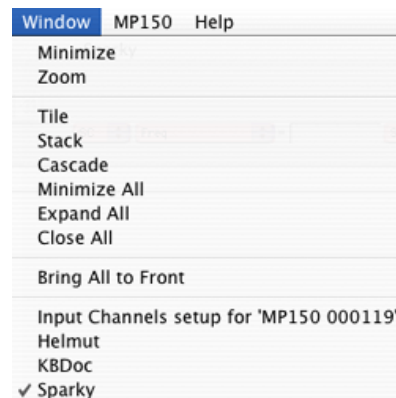 Window MP150 Help
Minimize
Zoom
Tile
Stack
Cascade
Minimize All
Expand All
Close All
Bring All to Front
Input Channels setup for 'MP150 000119'
Helmut
KBDoc
✓ Sparky